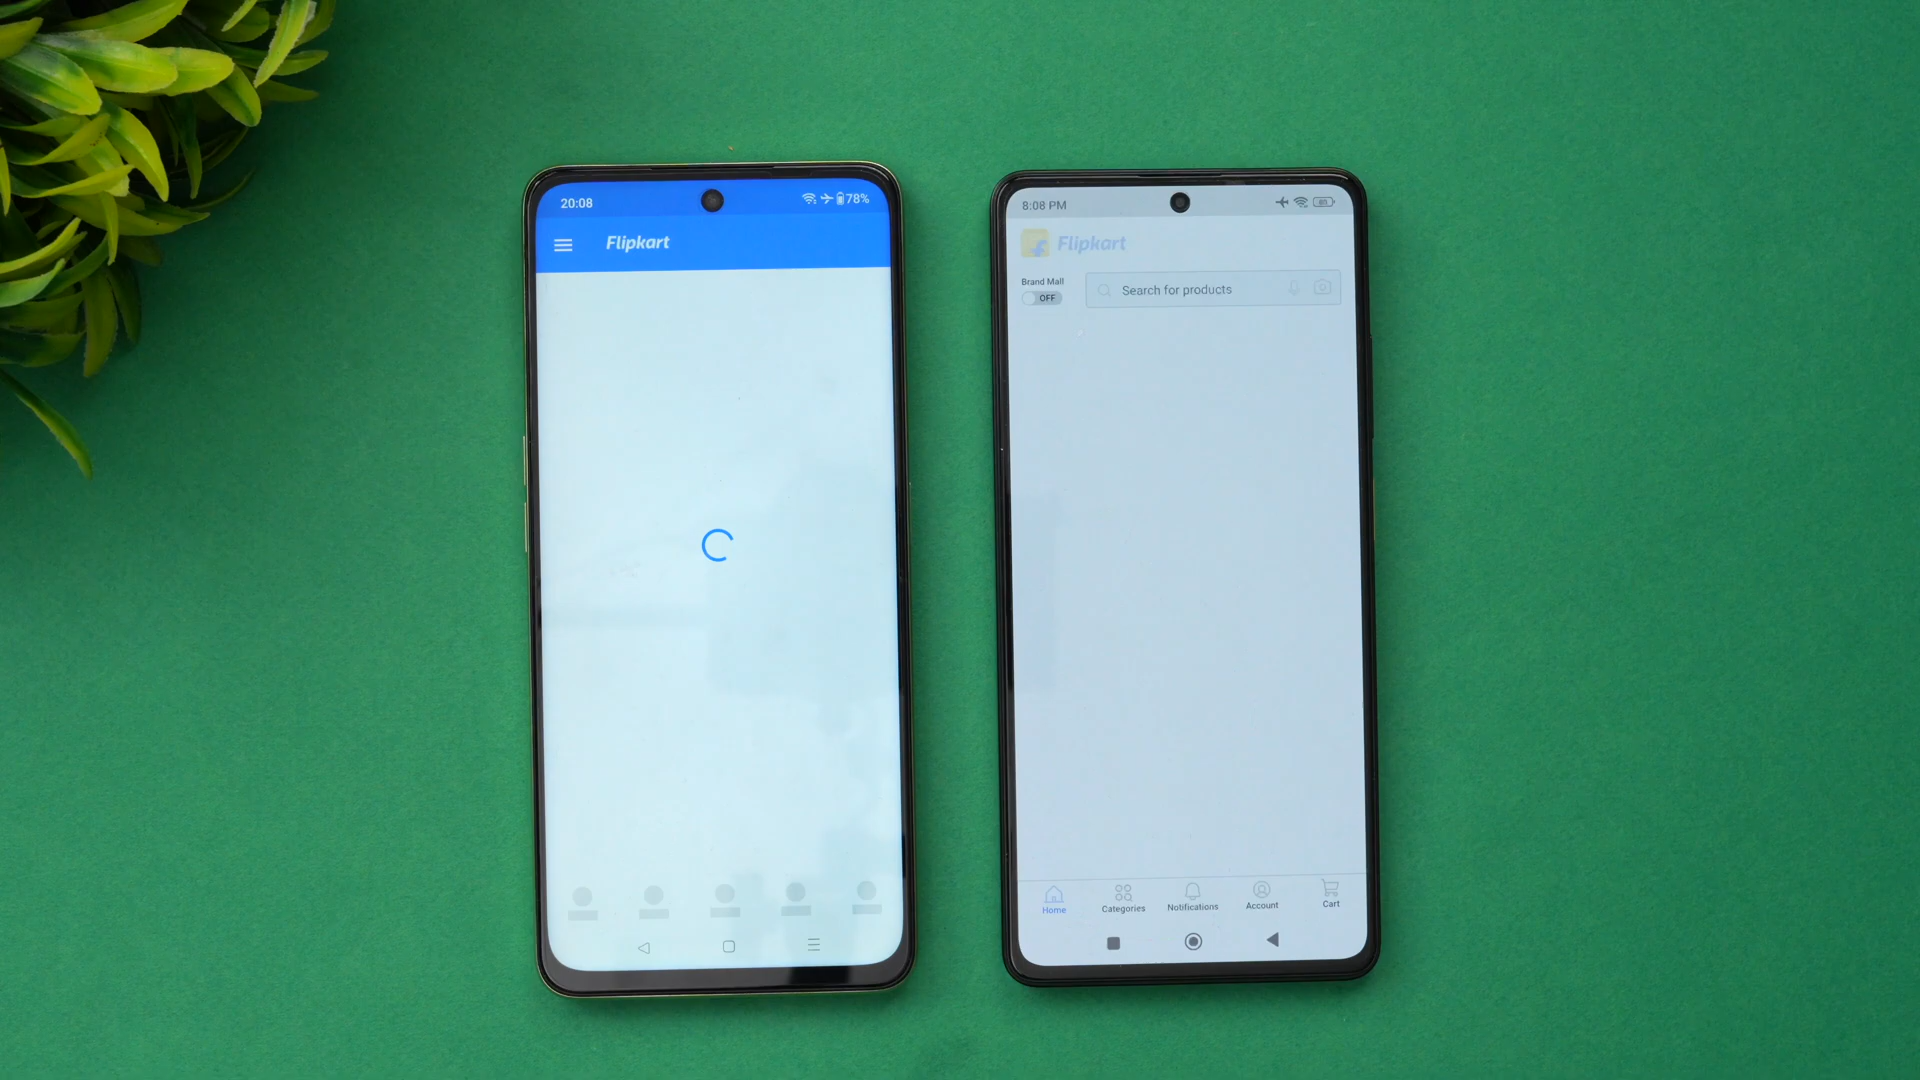 20:08
78%
Flipkart
8:08 PM
Flipkart
Brand Mall
OFF
Search for products
Home
Categories
Notifications
Account
Cart